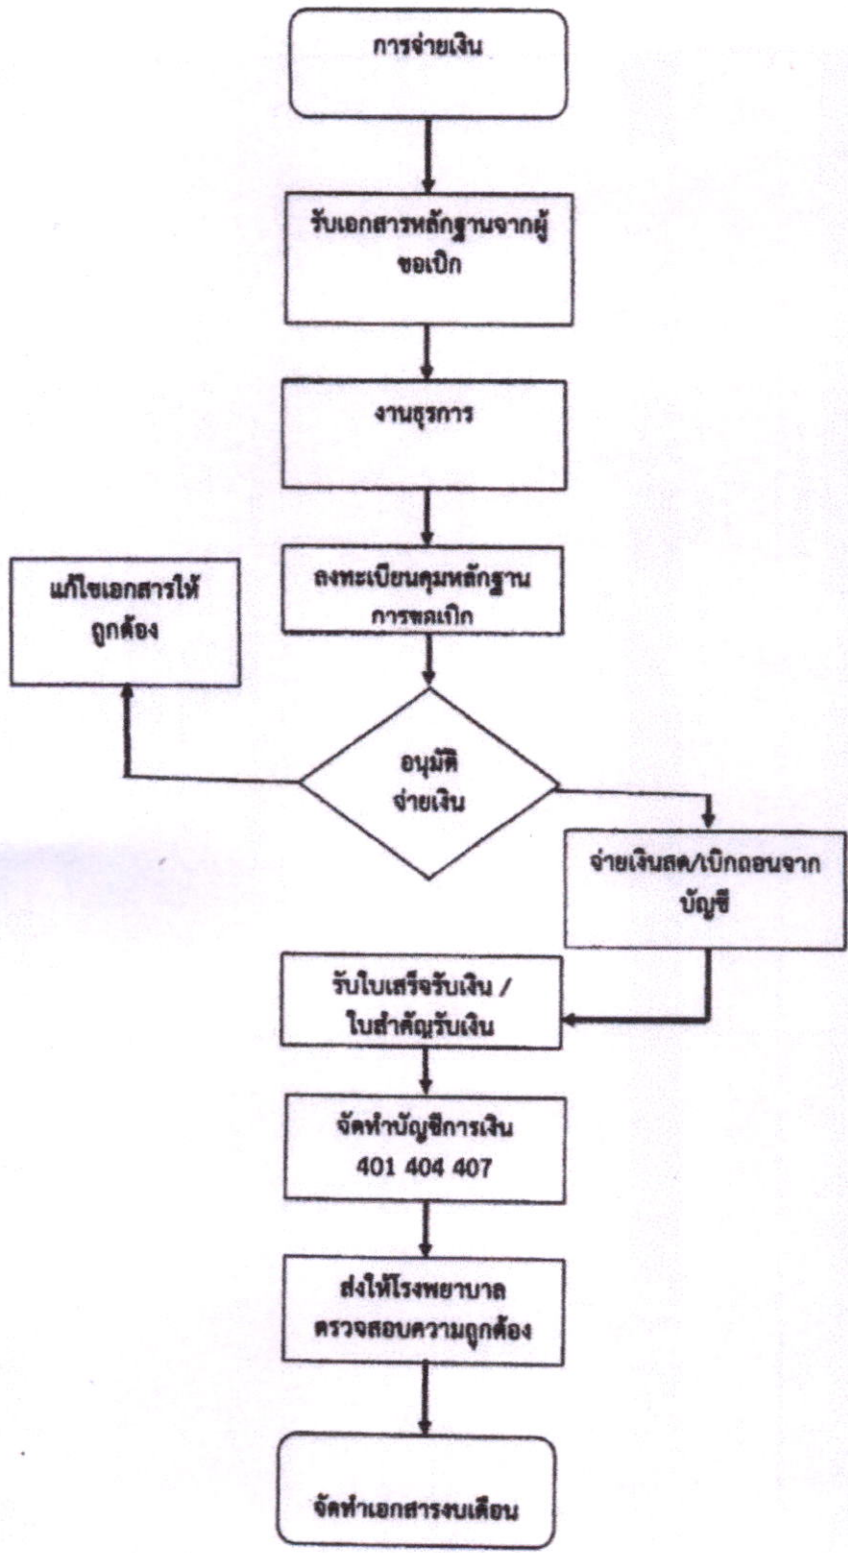 การจ่ายเงิน
รับเอกสารหลักฐานจากผู้
ขอเบิก
งานธุรการ
ลงทะเบียนคุมหลักฐาน
การขอเบิก
แก้ไขเอกสารให้
ถูกต้อง
อนุมัติ
จ่ายเงิน
จ่ายเงินสด/เบิกถอนจาก
บัญชี
รับใบเสร็จรับเงิน /
ใบสำคัญรับเงิน
จัดทำบัญชีการเงิน
401 404 407
ส่งให้โรงพยาบาล
ตรวจสอบความถูกต้อง
จัดทำเอกสารงบเดือน